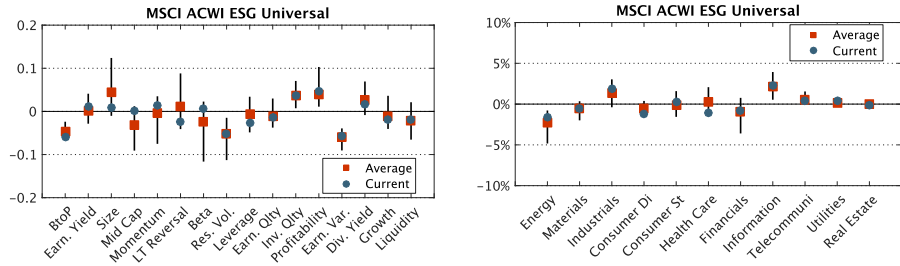 MSCI ACWI ESG Universal
0.2
0.1
0
-0.1
-0.2
Average
Current
BtoP
Earn. Yield
Size
Mid Cap
Momentum
LT Reversal
Beta
Res. Vol.
Leverage
Earn. Qlty
Inv. Qlty
Profitability
Earn. Var.
Div. Yield
Growth
Liquidity
MSCI ACWI ESG Universal
10%
5%
0%
-5%
-10%
Average
Current
Energy
Materials
Industrials
Consumer Di
Consumer St
Health Care
Financials
Information
Telecommuni
Utilities
Real Estate